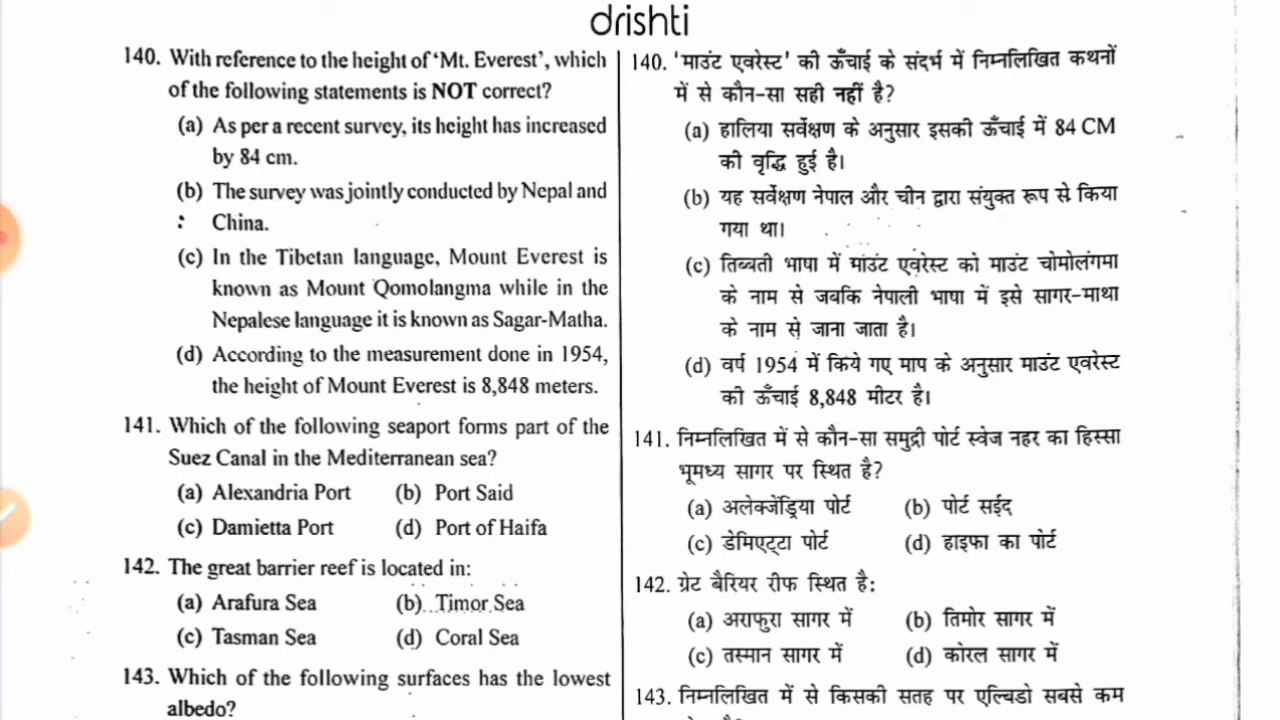 drishti
140. With reference to the height of 'Mt. Everest', which
of the following statements is NOT correct?
(a) As per a recent survey, its height has increased
by 84 cm.
(b) The survey was jointly conducted by Nepal and
China.
(c) In the Tibetan language, Mount Everest is
known as Mount Qomolangma while in the
Nepalese language it is known as Sagar-Matha.
(d) According to the measurement done in 1954,
the height of Mount Everest is 8,848 meters.
141. Which of the following seaport forms part of the
Suez Canal in the Mediterranean sea?
(a) Alexandria Port (b) Port Said
(c) Damietta Port (d) Port of Haifa
142. The great barrier reef is located in:
(a) Arafura Sea (b) Timor Sea
(c) Tasman Sea (d) Coral Sea
143. Which of the following surfaces has the lowest
albedo?
140. 'माउंट एवरेस्ट' की ऊँचाई के संदर्भ में निम्नलिखित कथनों
में से कौन-सा सही नहीं है?
(a) हालिया सर्वेक्षण के अनुसार इसकी ऊँचाई में 84 CM
की वृद्धि हुई है।
(b) यह सर्वेक्षण नेपाल और चीन द्वारा संयुक्त रूप से किया
गया था।
(c) तिब्बती भाषा में माउंट एवरेस्ट को माउंट चोमोलंगमा
के नाम से जबकि नेपाली भाषा में इसे सागर-माथा
के नाम से जाना जाता है।
(d) वर्ष 1954 में किये गए माप के अनुसार माउंट एवरेस्ट
की ऊँचाई 8,848 मीटर है।
141. निम्नलिखित में से कौन-सा समुद्री पोर्ट स्वेज नहर का हिस्सा
भूमध्य सागर पर स्थित है?
(a) अलेक्जेंड्रिया पोर्ट (b) पोर्ट सईद
(c) डेमिएट्टा पोर्ट (d) हाइफा का पोर्ट
142. ग्रेट बैरियर रीफ स्थित है:
(a) अराफुरा सागर में (b) तिमोर सागर में
(c) तस्मान सागर में (d) कोरल सागर में
143. निम्नलिखित में से किसकी सतह पर एल्बिडो सबसे कम